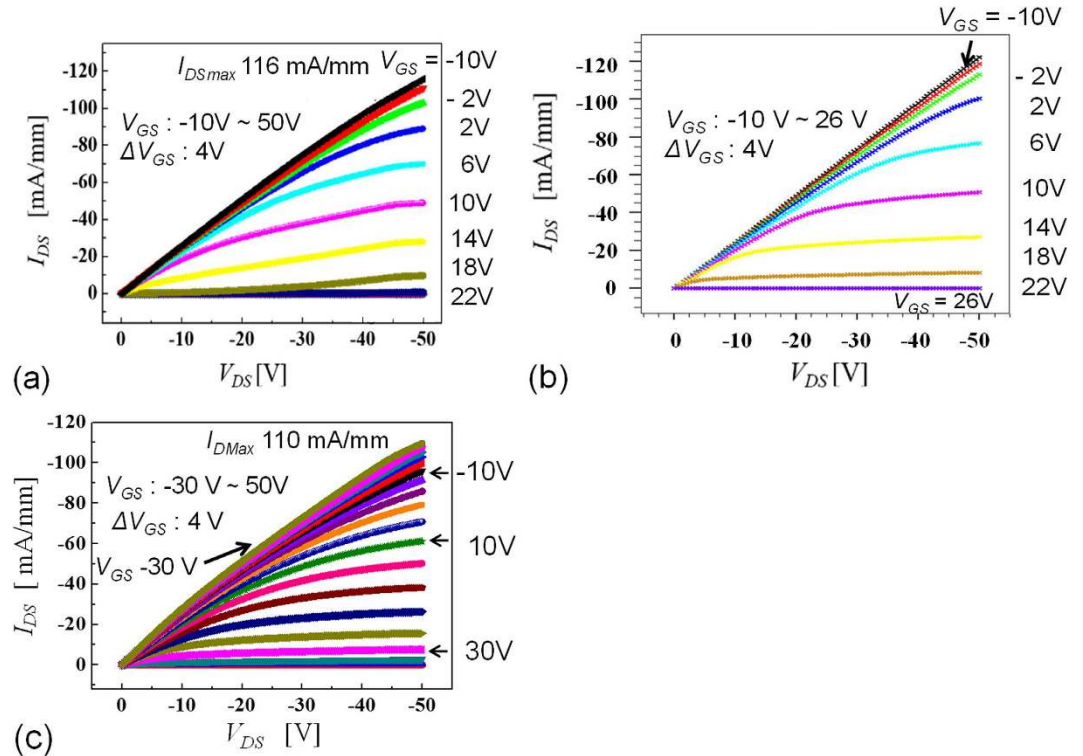 (a)
I_DSmax 116 mA/mm
V_GS = -10V
V_GS : -10V ~ 50V
ΔV_GS : 4V
- 2V
2V
6V
10V
14V
18V
22V
-120
-100
-80
-60
-40
-20
0
I_DS [mA/mm]
0 -10 -20 -30 -40 -50
V_DS [V]
V_GS = -10V
V_GS : -10 V ~ 26 V
ΔV_GS : 4V
- 2V
2V
6V
10V
14V
18V
22V
V_GS = 26V
-120
-100
-80
-60
-40
-20
0
I_DS [mA/mm]
0 -10 -20 -30 -40 -50
V_DS [V]
(b)
I_DMax 110 mA/mm
V_GS : -30 V ~ 50V
ΔV_GS : 4 V
V_GS -30 V
-10V
10V
30V
-120
-100
-80
-60
-40
-20
0
I_DS [ mA/mm]
0 -10 -20 -30 -40 -50
V_DS [V]
(c)